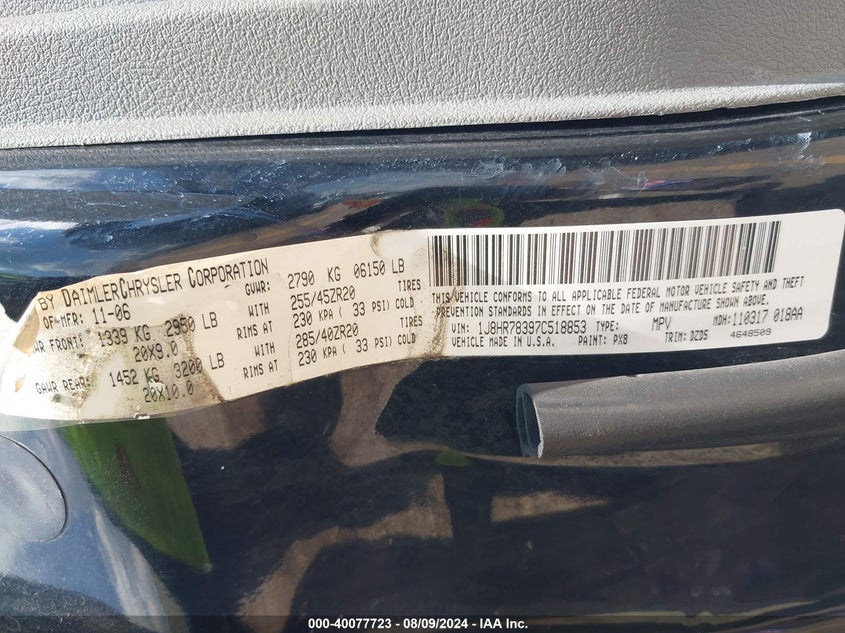 BY DAIMLERCHRYSLER CORPORATION
OF MFR: 11-06 GVWR: 2790 KG 06150 LB
FRONT: 1339 KG 2950 LB WITH 255/45ZR20
20X9.0 RIMS AT 230 KPA ( 33 PSI) COLD
GAWR REAR: 1452 KG 3200 LB WITH 285/40ZR20
20X10.0 RIMS AT 230 KPA ( 33 PSI) COLD
THIS VEHICLE CONFORMS TO ALL APPLICABLE FEDERAL MOTOR VEHICLE SAFETY AND THEFT
PREVENTION STANDARDS IN EFFECT ON THE DATE OF MANUFACTURE SHOWN ABOVE.
VIN: 1J8HR78397C518853 TYPE: MPV MDH: 110317 018AA
VEHICLE MADE IN U.S.A. PAINT: PX8 TRIM: DZD5 4648509
000-40077723 - 08/09/2024 - IAA Inc.